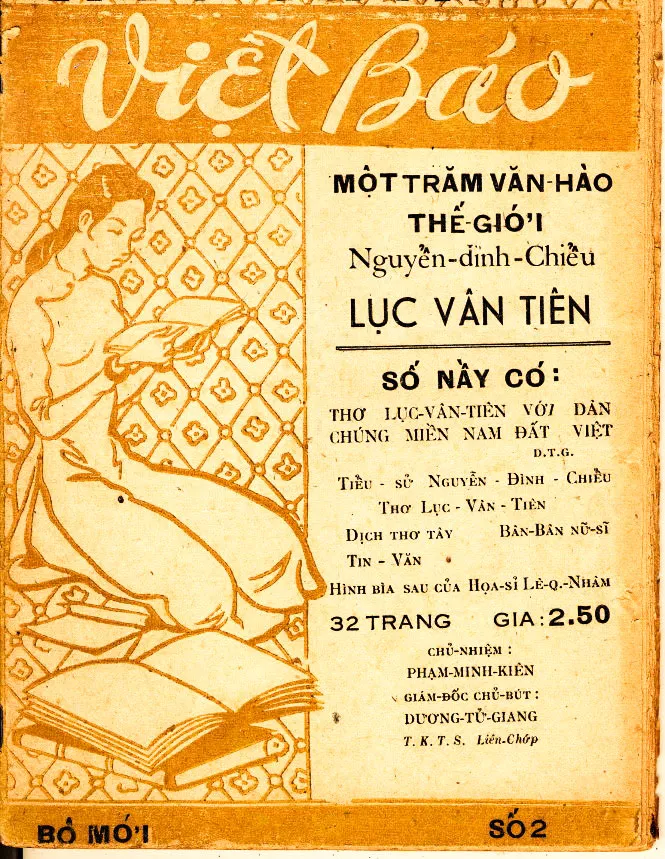 Việt Báo
MỘT TRĂM VĂN-HÀO
THẾ-GIỚI
Nguyễn-đình-Chiểu
LỤC VÂN TIÊN
SỐ NẦY CÓ:
THƠ LỤC-VÂN-TIÊN VỚI DÂN
CHÚNG MIỀN NAM ĐẤT VIỆT
D.T.G.
TIỂU - SỬ NGUYỄN - ĐÌNH - CHIỂU
THƠ LỤC - VÂN - TIÊN
DỊCH THƠ TÂY BÂN-BÂN NỮ-SĨ
TIN - VĂN
HÌNH BÌA SAU CỦA HỌA-SĨ LÊ-Q.-NHÂM
32 TRANG GIA: 2.50
CHỦ-NHIỆM :
PHẠM-MINH-KIÊN
GIÁM-ĐỐC CHỦ-BÚT :
DƯƠNG-TỬ-GIANG
T. K. T. S. Liên-Chớp
BỘ MỚI
SỐ 2